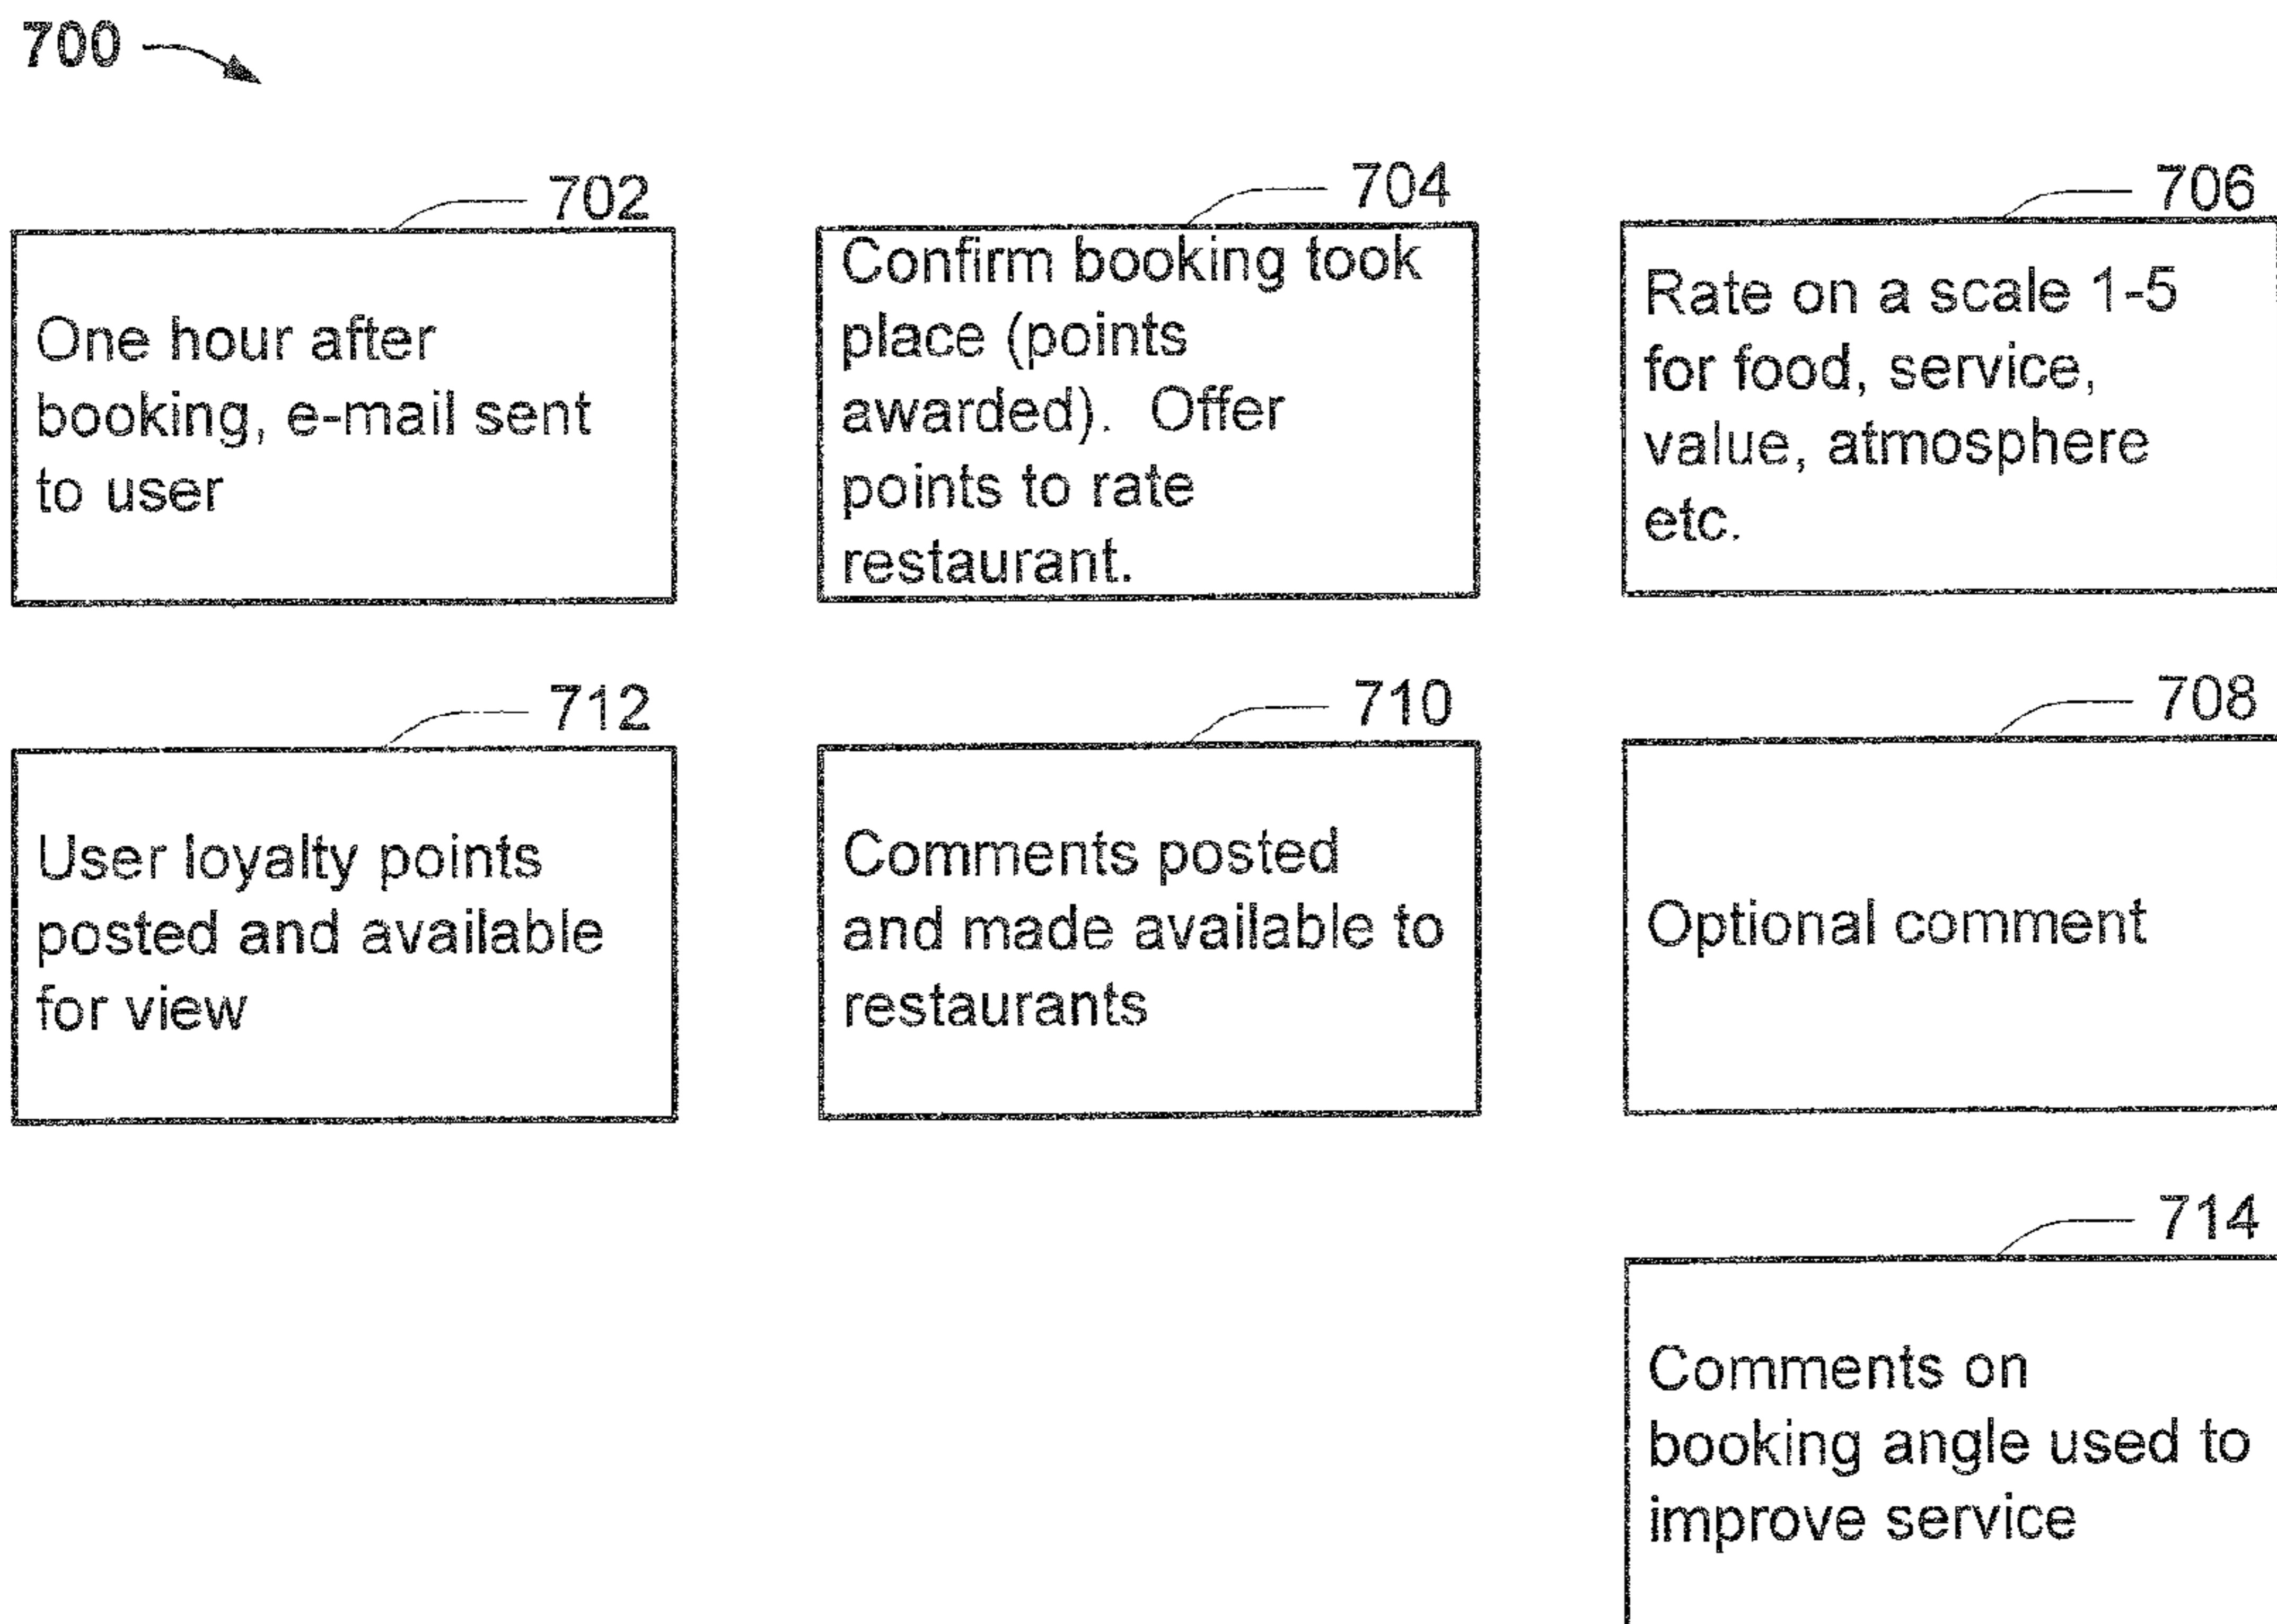 700
702
One hour after
booking, e-mail sent
to user
704
Confirm booking took
place (points
awarded). Offer
points to rate
restaurant.
706
Rate on a scale 1-5
for food, service,
value, atmosphere
etc.
712
User loyalty points
posted and available
for view
710
Comments posted
and made available to
restaurants
708
Optional comment
714
Comments on
booking angle used to
improve service